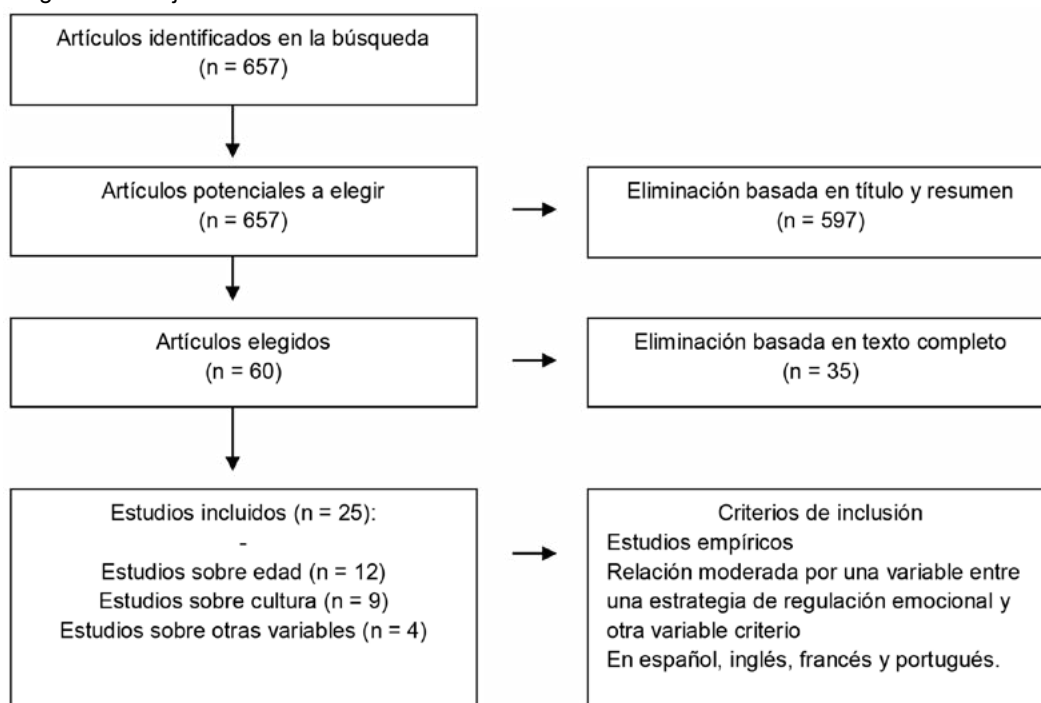 Artículos identificados en la búsqueda
(n = 657)
Artículos potenciales a elegir
(n = 657)
Eliminación basada en título y resumen
(n = 597)
Artículos elegidos
(n = 60)
Eliminación basada en texto completo
(n = 35)
Estudios incluidos (n = 25):
-
Estudios sobre edad (n = 12)
Estudios sobre cultura (n = 9)
Estudios sobre otras variables (n = 4)
Criterios de inclusión
Estudios empíricos
Relación moderada por una variable entre
una estrategia de regulación emocional y
otra variable criterio
En español, inglés, francés y portugués.